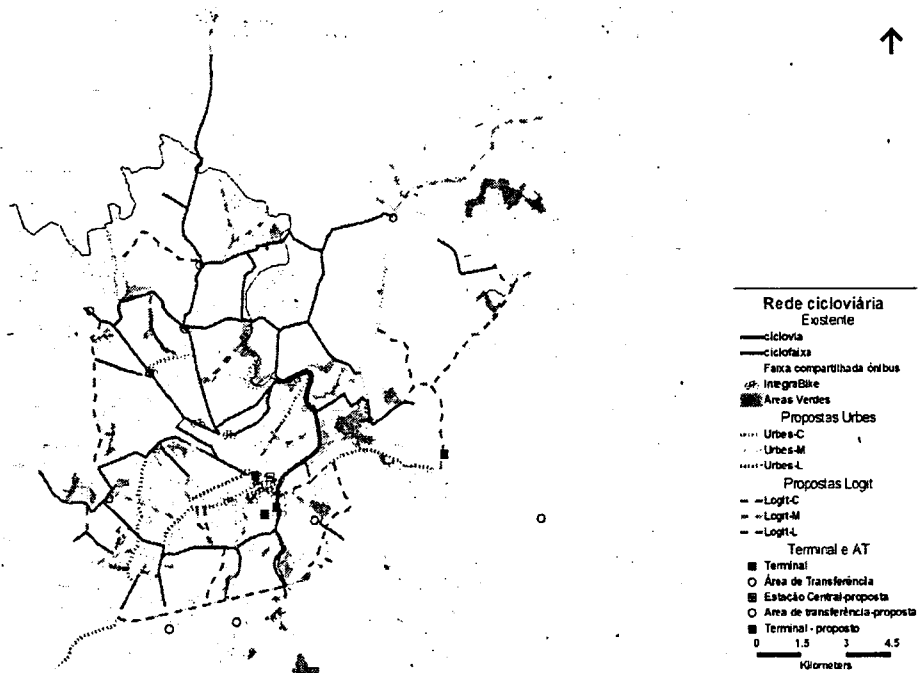 Rede cicloviária
Existente
ciclovia
ciclofaixa
Faixa compartilhada ônibus
IntegraBike
Áreas Verdes
Propostas Urbes
Urbes-C
Urbes-M
Urbes-L
Propostas Logit
Logit-C
Logit-M
Logit-L
Terminal e AT
Terminal
Área de Transferência
Estação Central-proposta
Area de transferência-proposta
Terminal - proposto
0 1.5 3 4.5
Kilometers